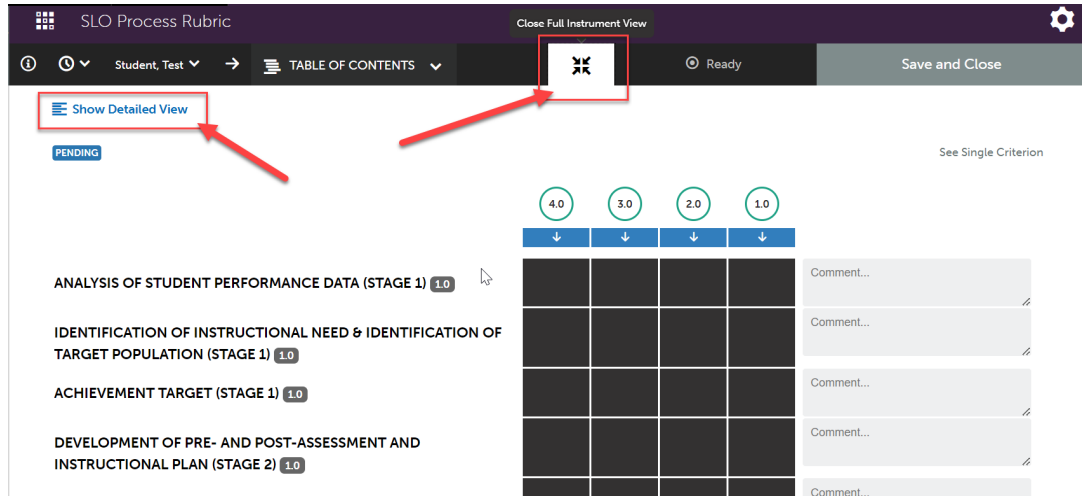 SLO Process Rubric
Close Full Instrument View
Student, Test
TABLE OF CONTENTS
Ready
Save and Close
Show Detailed View
PENDING
See Single Criterion
4.0 3.0 2.0 1.0
ANALYSIS OF STUDENT PERFORMANCE DATA (STAGE 1) 1.0
Comment...
IDENTIFICATION OF INSTRUCTIONAL NEED & IDENTIFICATION OF
TARGET POPULATION (STAGE 1) 1.0
Comment...
ACHIEVEMENT TARGET (STAGE 1) 1.0
Comment...
DEVELOPMENT OF PRE- AND POST-ASSESSMENT AND
INSTRUCTIONAL PLAN (STAGE 2) 1.0
Comment...
Comment...